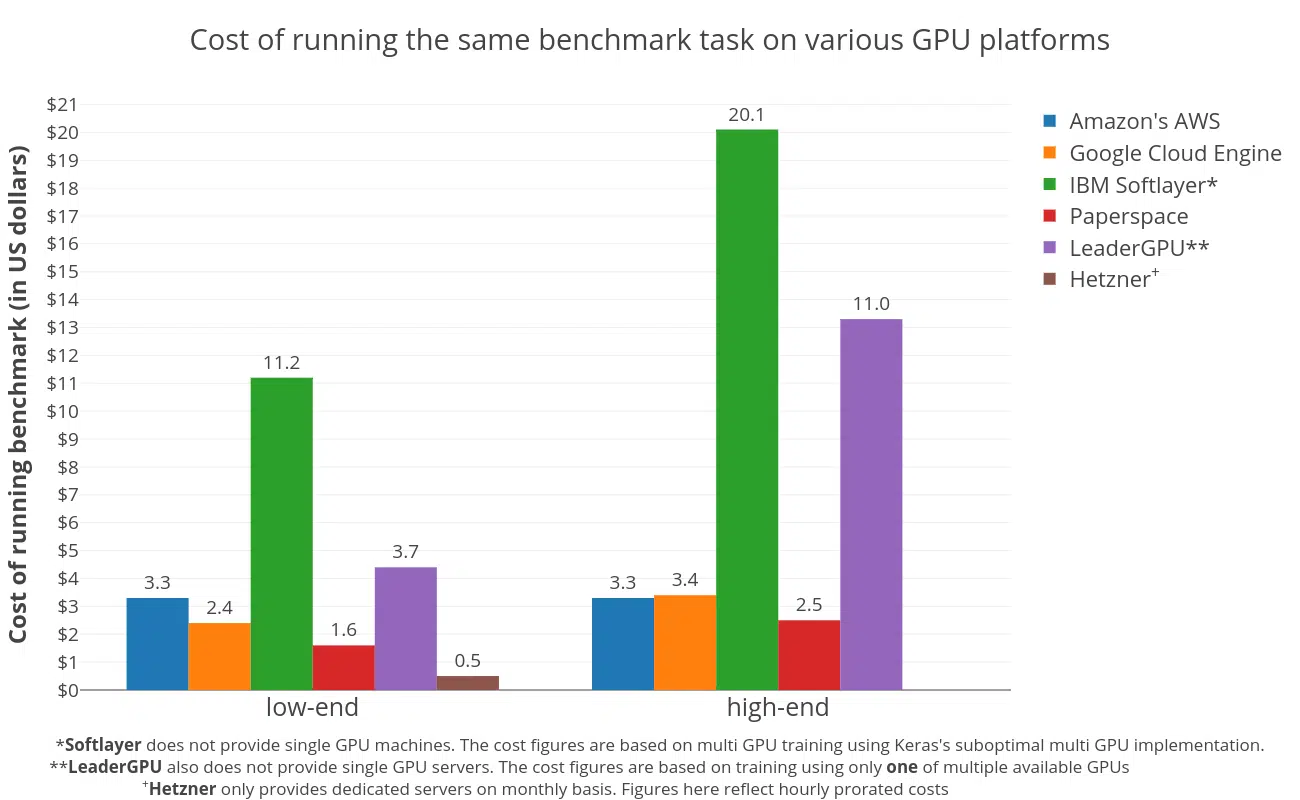 Cost of running the same benchmark task on various GPU platforms
Cost of running benchmark (in US dollars)
$21
$20
$19
$18
$17
$16
$15
$14
$13
$12
$11
$10
$9
$8
$7
$6
$5
$4
$3
$2
$1
$0
3.3
2.4
11.2
1.6
3.7
0.5
3.3
3.4
20.1
2.5
11.0
low-end
high-end
Amazon's AWS
Google Cloud Engine
IBM Softlayer*
Paperspace
LeaderGPU**
Hetzner⁺
*Softlayer does not provide single GPU machines. The cost figures are based on multi GPU training using Keras's suboptimal multi GPU implementation.
**LeaderGPU also does not provide single GPU servers. The cost figures are based on training using only one of multiple available GPUs
⁺Hetzner only provides dedicated servers on monthly basis. Figures here reflect hourly prorated costs